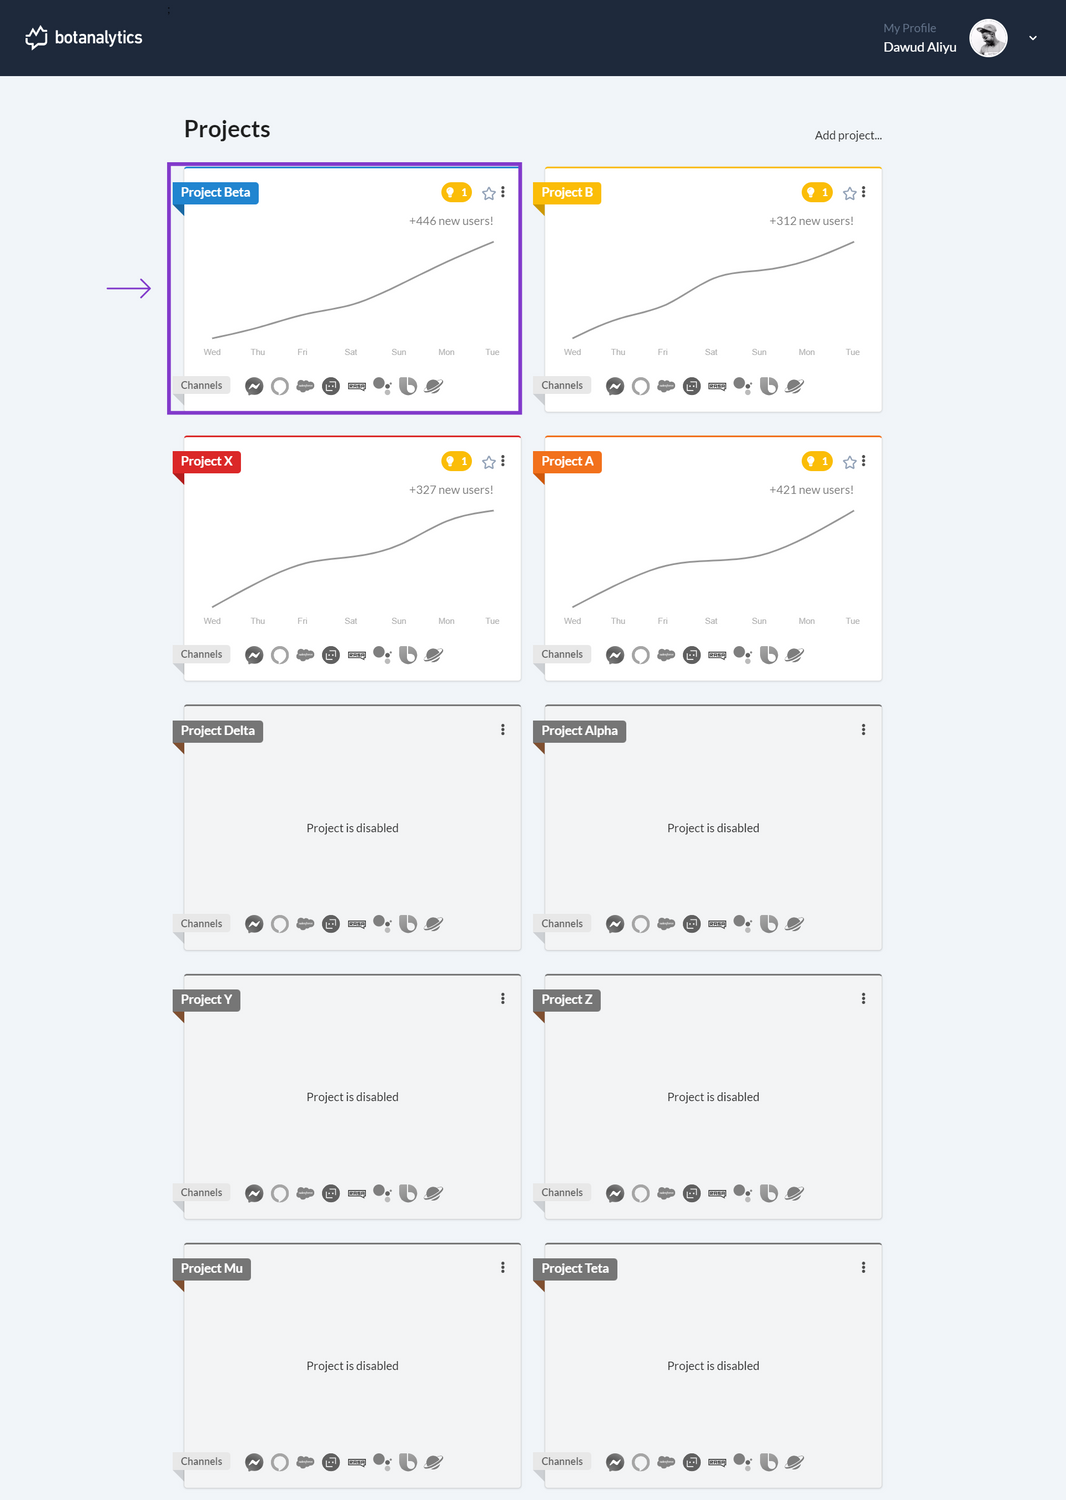 botanalytics
My Profile
Dawud Aliyu
Projects
Add project...
Project Beta
1
+446 new users!
Wed Thu Fri Sat Sun Mon Tue
Channels
Project B
1
+312 new users!
Wed Thu Fri Sat Sun Mon Tue
Channels
Project X
1
+327 new users!
Wed Thu Fri Sat Sun Mon Tue
Channels
Project A
1
+421 new users!
Wed Thu Fri Sat Sun Mon Tue
Channels
Project Delta
Project is disabled
Channels
Project Alpha
Project is disabled
Channels
Project Y
Project is disabled
Channels
Project Z
Project is disabled
Channels
Project Mu
Project is disabled
Channels
Project Teta
Project is disabled
Channels